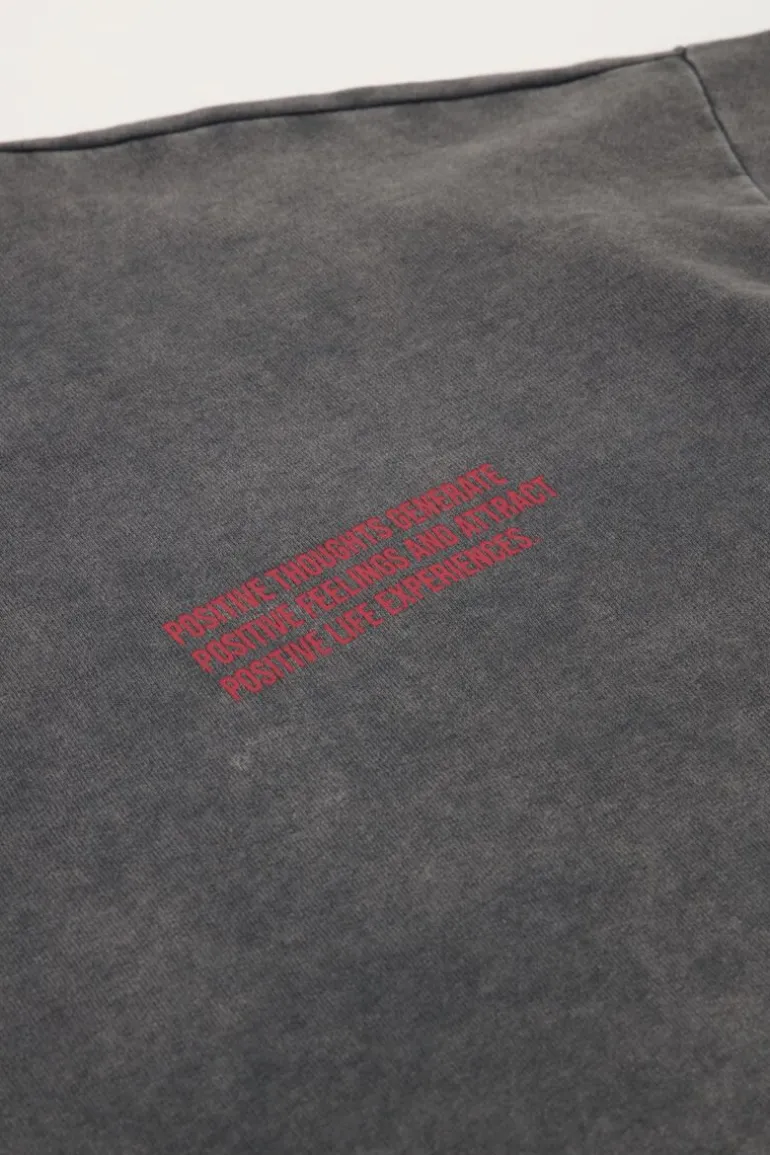 POSITIVE THOUGHTS GENERATE
POSITIVE FEELINGS AND ATTRACT
POSITIVE LIFE EXPERIENCES.